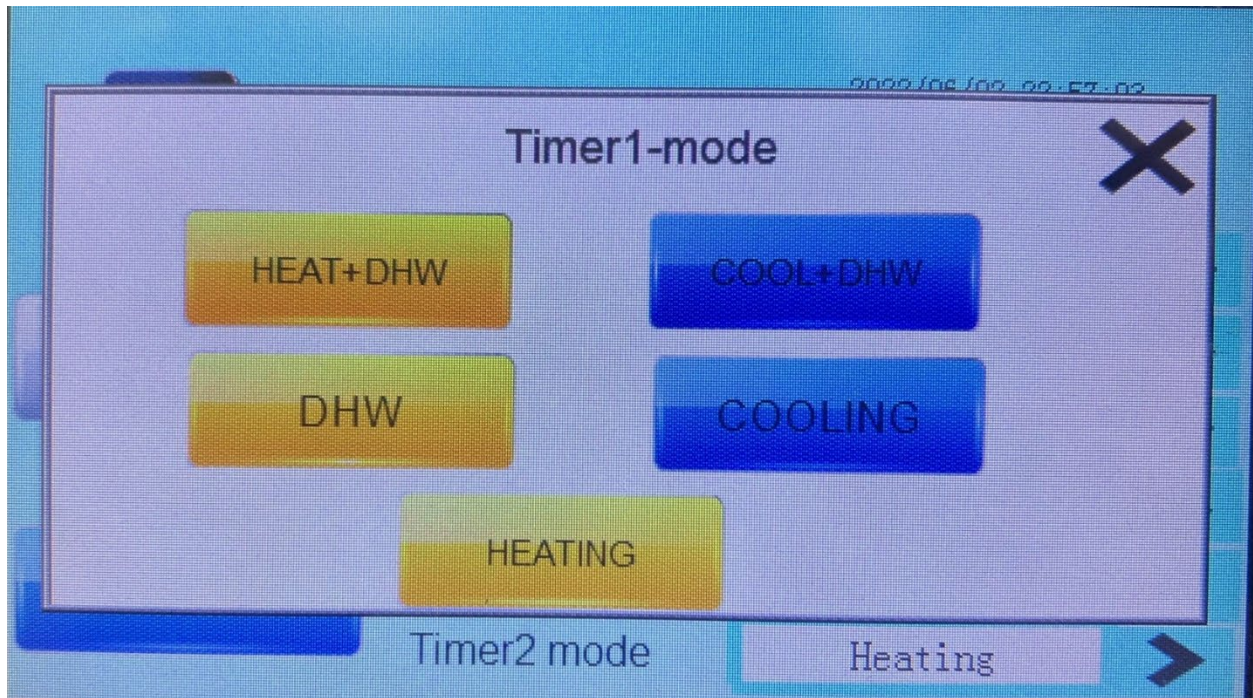 Timer1-mode
HEAT+DHW
COOL+DHW
DHW
COOLING
HEATING
Timer2 mode
Heating